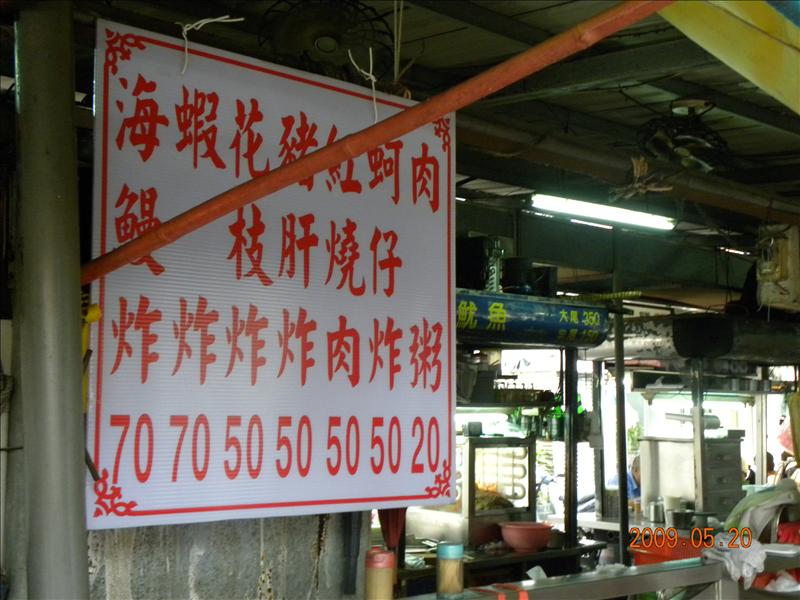 肉粥 20
蚵仔炸 50
紅燒肉 50
豬肝炸 50
花枝炸 50
蝦炸 70
海鰻炸 70
魷魚
大尾 350
2009.05.20